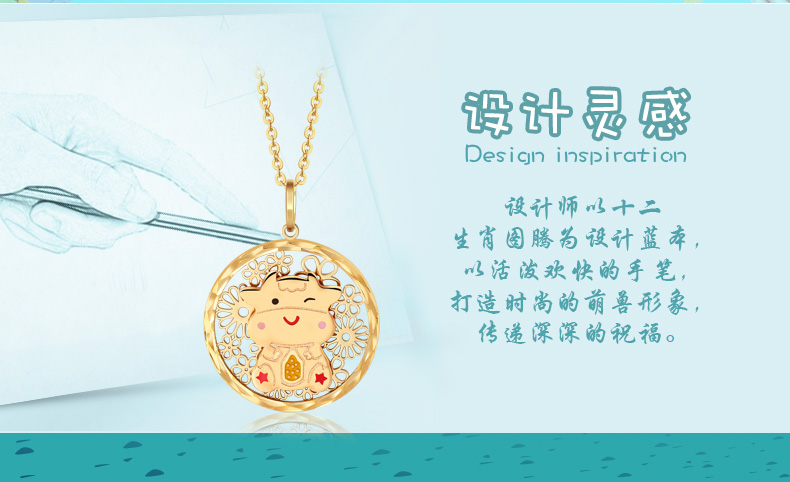 设计灵感
Design inspiration
设计师以十二
生肖图腾为设计蓝本，
以活泼欢快的手笔，
打造时尚的萌兽形象，
传递深深的祝福。